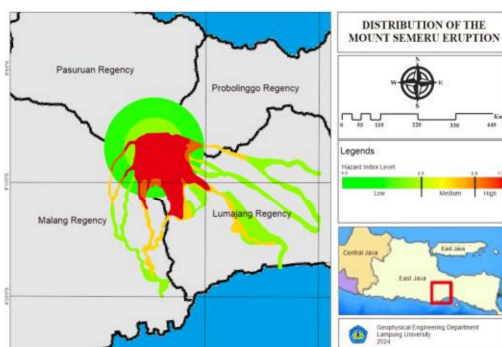 DISTRIBUTION OF THE
MOUNT SEMERU ERUPTION
Pasuruan Regency
Probolinggo Regency
Malang Regency
Lumajang Regency
0 55 110 220 330 440
Legends
Hazard Index Level
Low Medium High
Central Java
East Java
East Java
Geophysical Engineering Department
Lampung University
2024